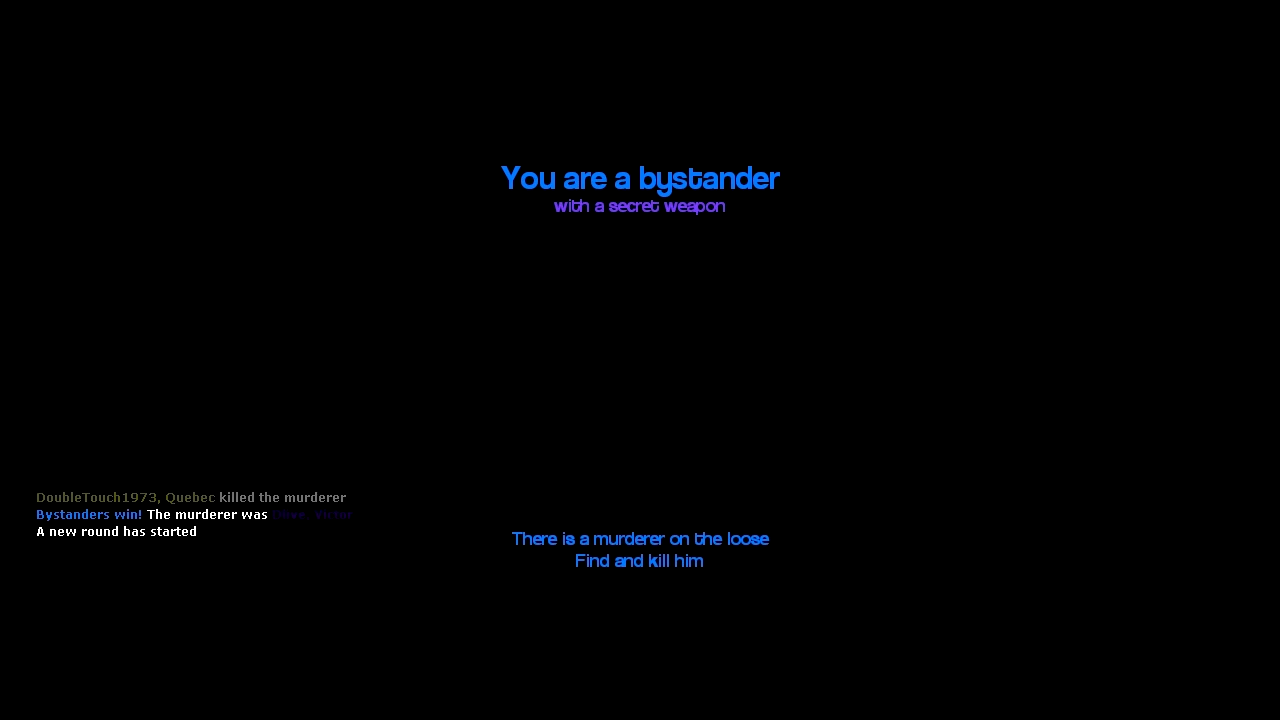 You are a bystander
with a secret weapon
DoubleTouch1973, Quebec killed the murderer
Bystanders win! The murderer was
A new round has started
There is a murderer on the loose
Find and kill him